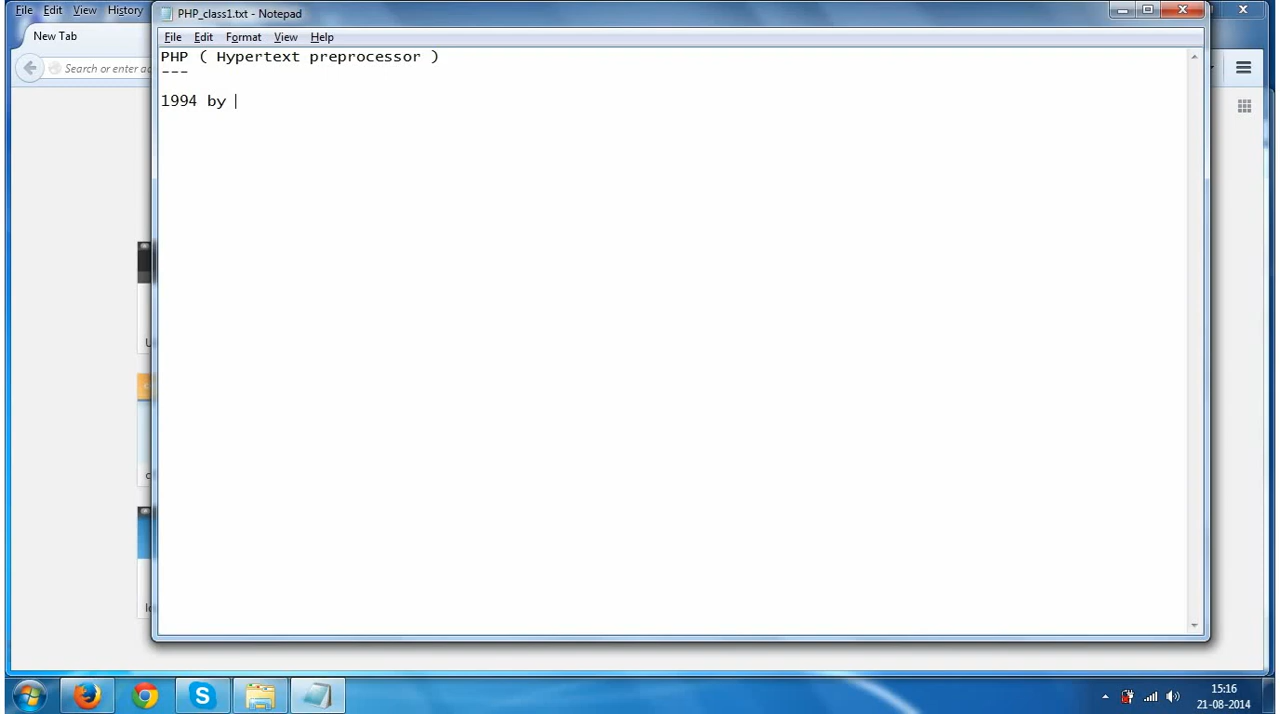 File Edit View History
PHP_class1.txt - Notepad
New Tab
File Edit Format View Help
Search or enter ad
PHP ( Hypertext preprocessor )
---
1994 by
15:16
21-08-2014